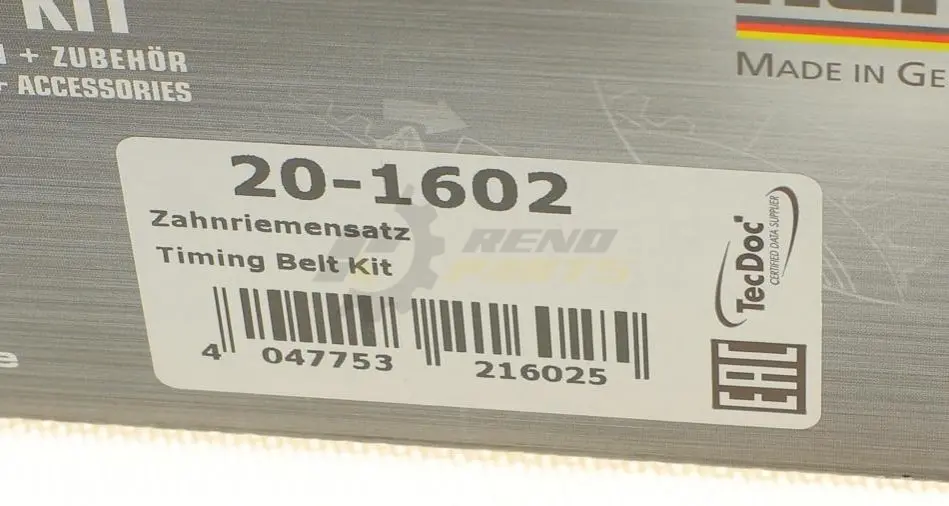 KIT
+ ZUBEHÖR
+ ACCESSORIES
MADE IN GE
20-1602
Zahnriemensatz
Timing Belt Kit
RENO
PARTS
4 047753 216025
TecDoc
CERTIFIED DATA SUPPLIER
EAC
e